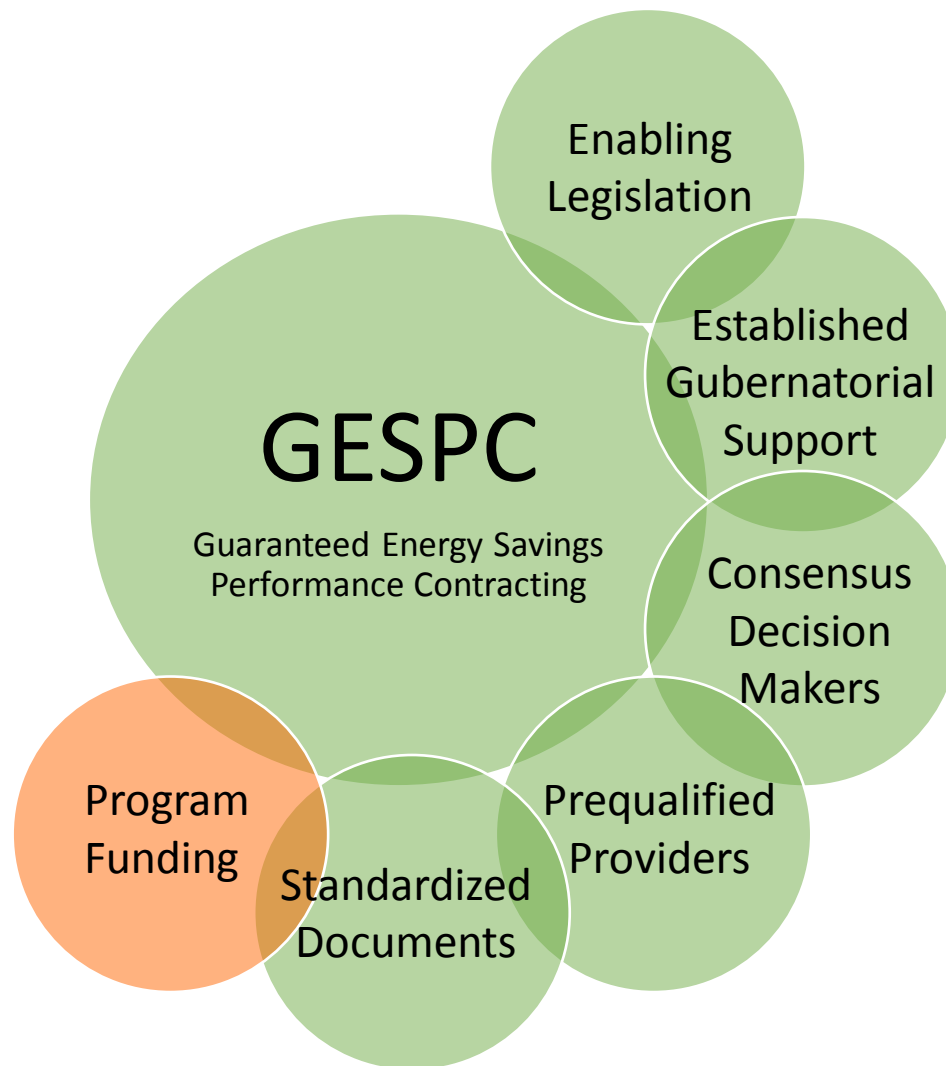 Enabling
Legislation
Established
Gubernatorial
Support
GESPC
Guaranteed Energy Savings
Performance Contracting
Consensus
Decision
Makers
Prequalified
Providers
Program
Funding
Standardized
Documents